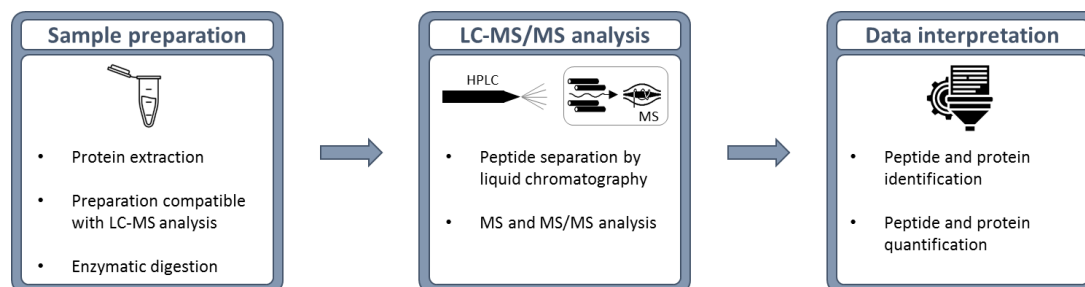 Sample preparation
• Protein extraction
• Preparation compatible
with LC-MS analysis
• Enzymatic digestion
LC-MS/MS analysis
HPLC
MS
• Peptide separation by
liquid chromatography
• MS and MS/MS analysis
Data interpretation
• Peptide and protein
identification
• Peptide and protein
quantification